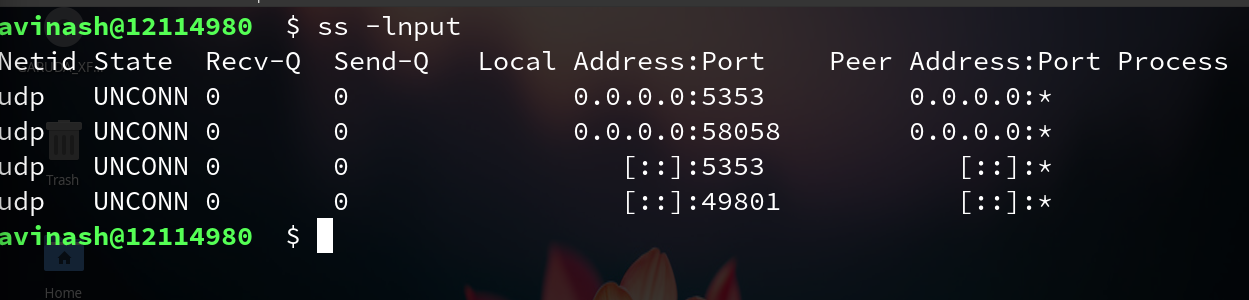 avinash@12114980 $ ss -lnput
Netid State Recv-Q Send-Q Local Address:Port Peer Address:Port Process
udp UNCONN 0 0 0.0.0.0:5353 0.0.0.0:*
udp UNCONN 0 0 0.0.0.0:58058 0.0.0.0:*
udp UNCONN 0 0 [::]:5353 [::]:*
Trash
udp UNCONN 0 0 [::]:49801 [::]:*
avinash@12114980 $
Home